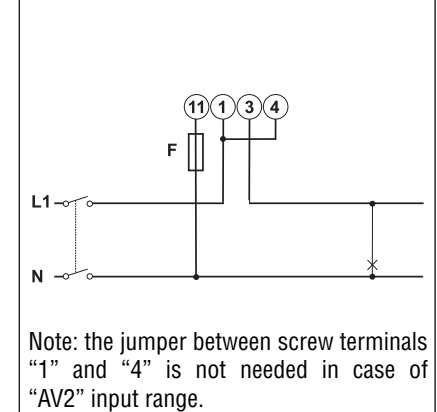 11 1 3 4
F
L1
N
Note: the jumper between screw terminals
“1” and “4” is not needed in case of
“AV2” input range.